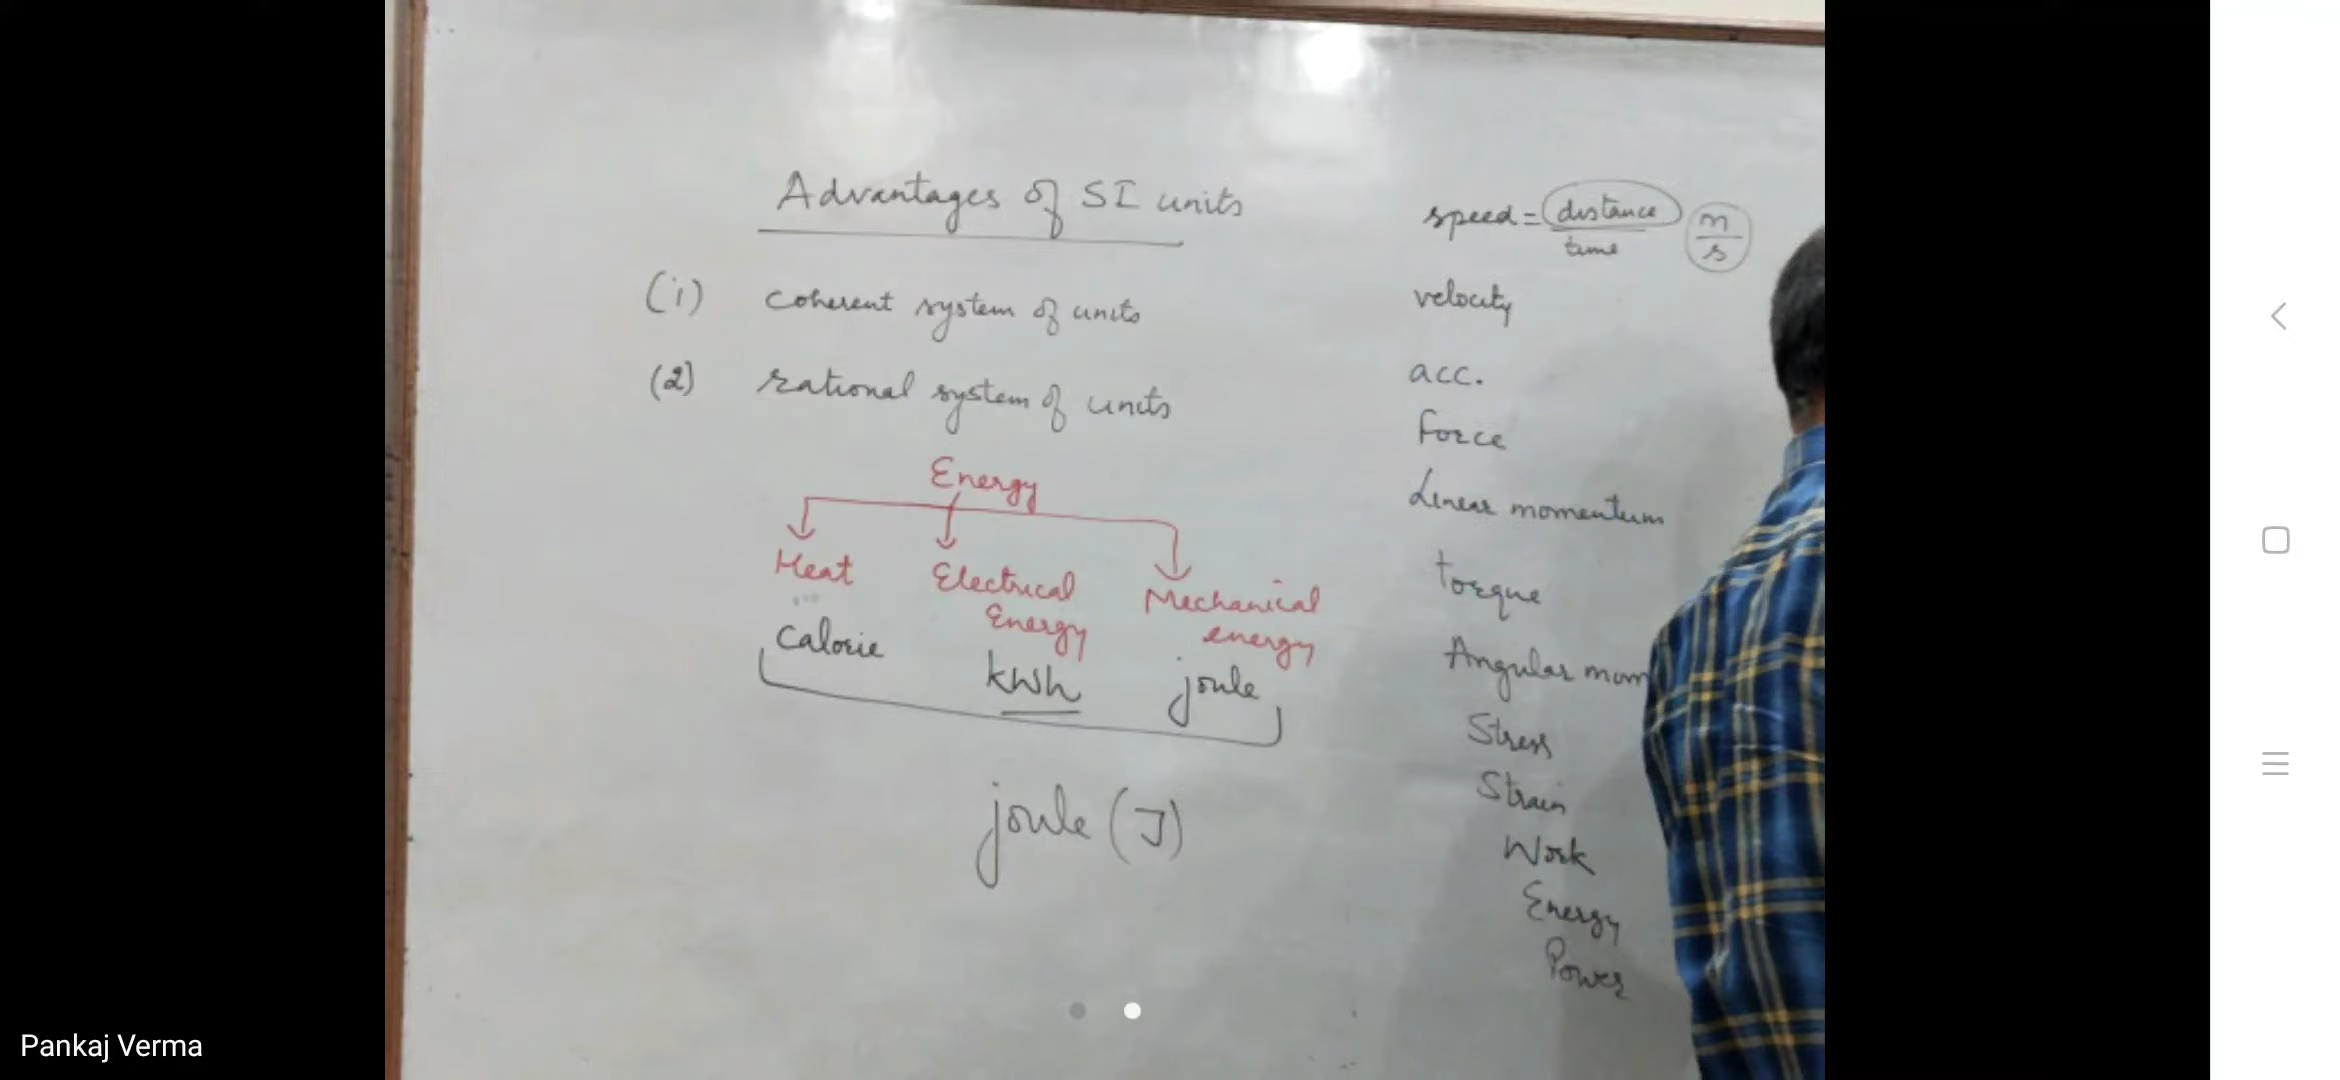 Advantages of SI units
(i) coherent system of units
(2) rational system of units
Energy
Heat Electrical Energy Mechanical energy
calorie kWh joule
joule (J)
speed = distance / time m/s
velocity
acc.
Force
Linear momentum
torque
Angular mom
Stress
Strain
Work
Energy
Power
Pankaj Verma